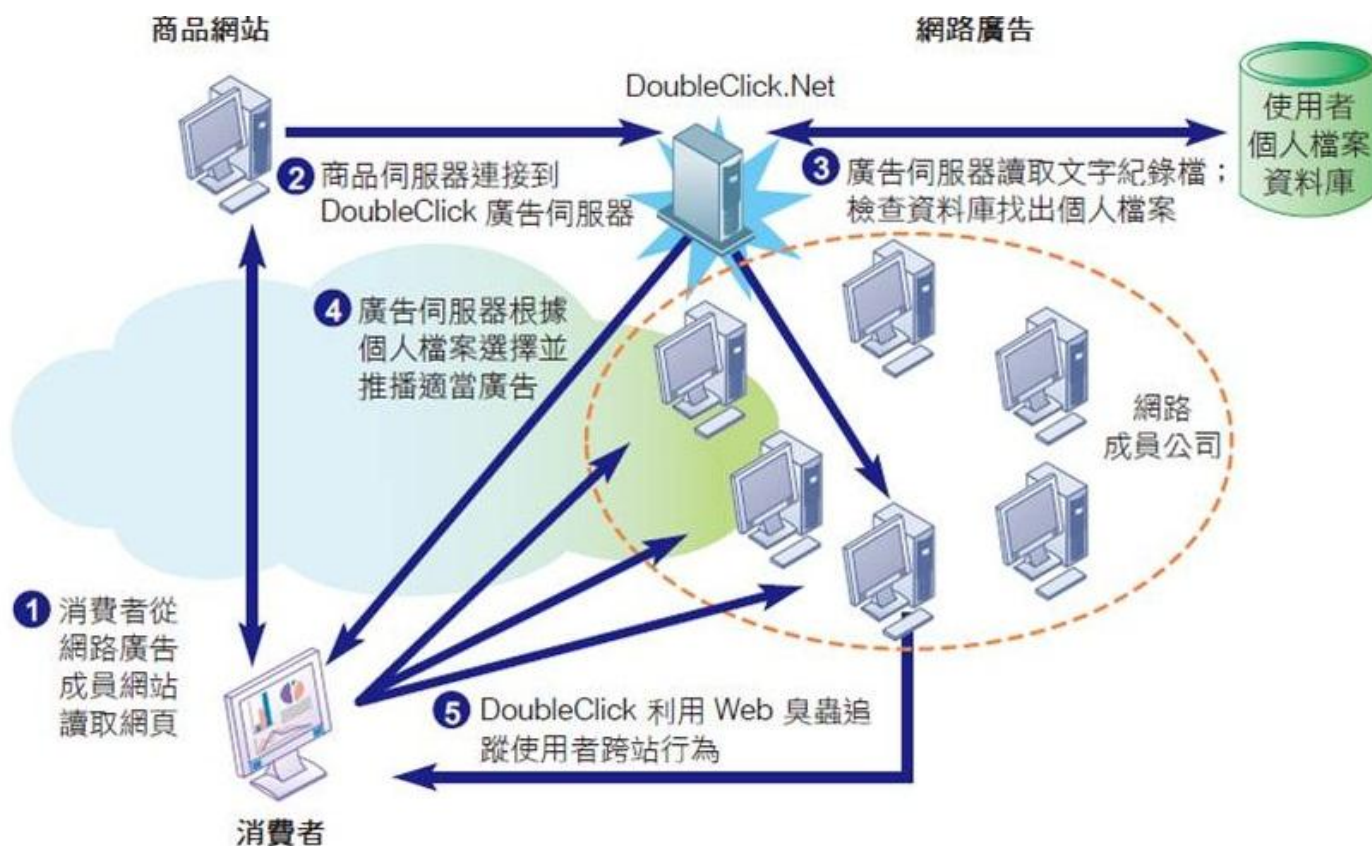 商品網站
網路廣告
DoubleClick.Net
使用者
個人檔案
資料庫
2 商品伺服器連接到
DoubleClick 廣告伺服器
3 廣告伺服器讀取文字紀錄檔；
檢查資料庫找出個人檔案
4 廣告伺服器根據
個人檔案選擇並
推播適當廣告
網路
成員公司
1 消費者從
網路廣告
成員網站
讀取網頁
5 DoubleClick 利用 Web 臭蟲追
蹤使用者跨站行為
消費者